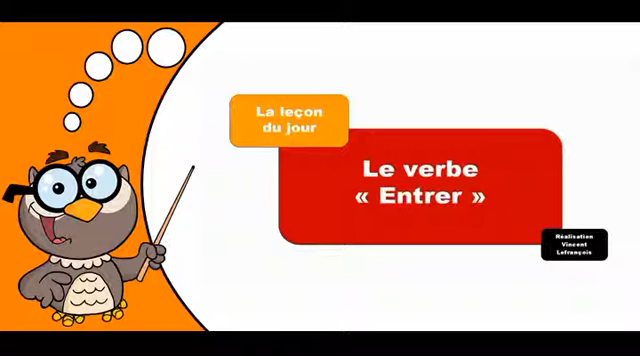 La leçon
du jour
Le verbe
« Entrer »
Réalisation
Vincent
Lefrançois